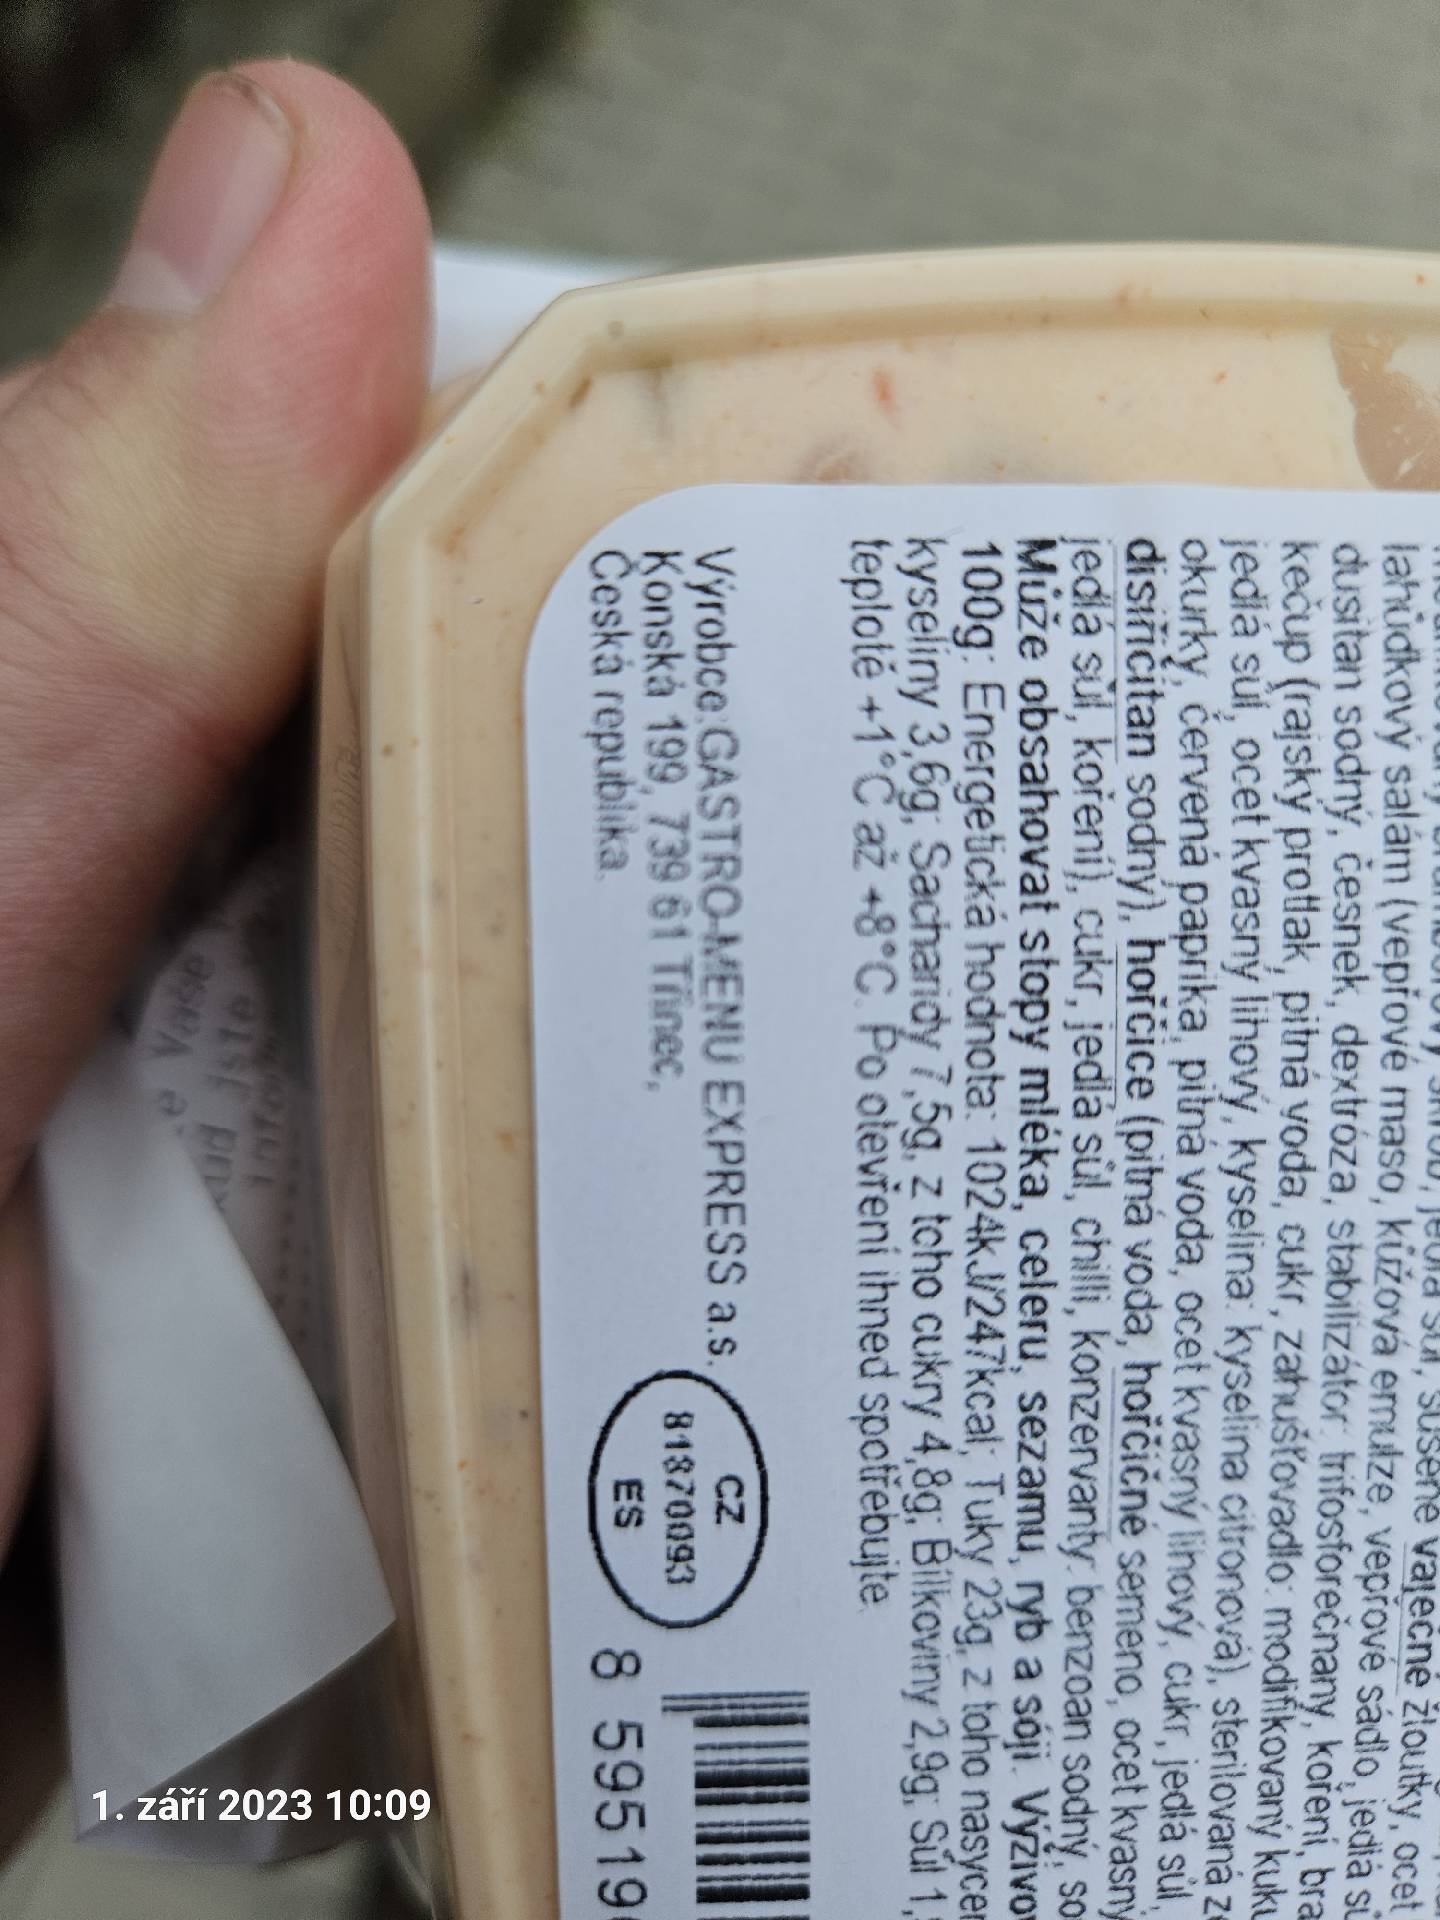 lahůdkový salám (vepřové maso, kůžová emulze, vepřové sádlo, jedlá
dusitan sodný, česnek, dextróza, stabilizátor: trifosforečnany, koření,
kečup (rajský protlak, pitná voda, cukr, zahušťovadlo: modifikovaný
jedlá sůl, ocet kvasný lihový, kyselina: kyselina citronová), sterilovaná
okurky, červená paprika, pitná voda, ocet kvasný lihový, cukr, jedlá sůl,
disiřičitan sodný), hořčice (pitná voda, hořčičné semeno, ocet kvasný
jedlá sůl, koření), cukr, jedlá sůl, chilli, konzervanty: benzoan sodný,
Může obsahovat stopy mléka, celeru, sezamu, ryb a sóji.
100g: Energetická hodnota: 1024kJ/247kcal; Tuky 23g, z toho
kyseliny 3,6g; Sacharidy 7,5g, z toho cukry 4,8g; Bílkoviny 2,9g; Sůl
teplotě +1°C až +8°C. Po otevření ihned spotřebujte.
Výrobce:GASTRO-MENU EXPRESS a.s.
Konská 199, 739 61 Třinec,
Česká republika.
CZ
81870093
ES
8 59519
1. září 2023 10:09